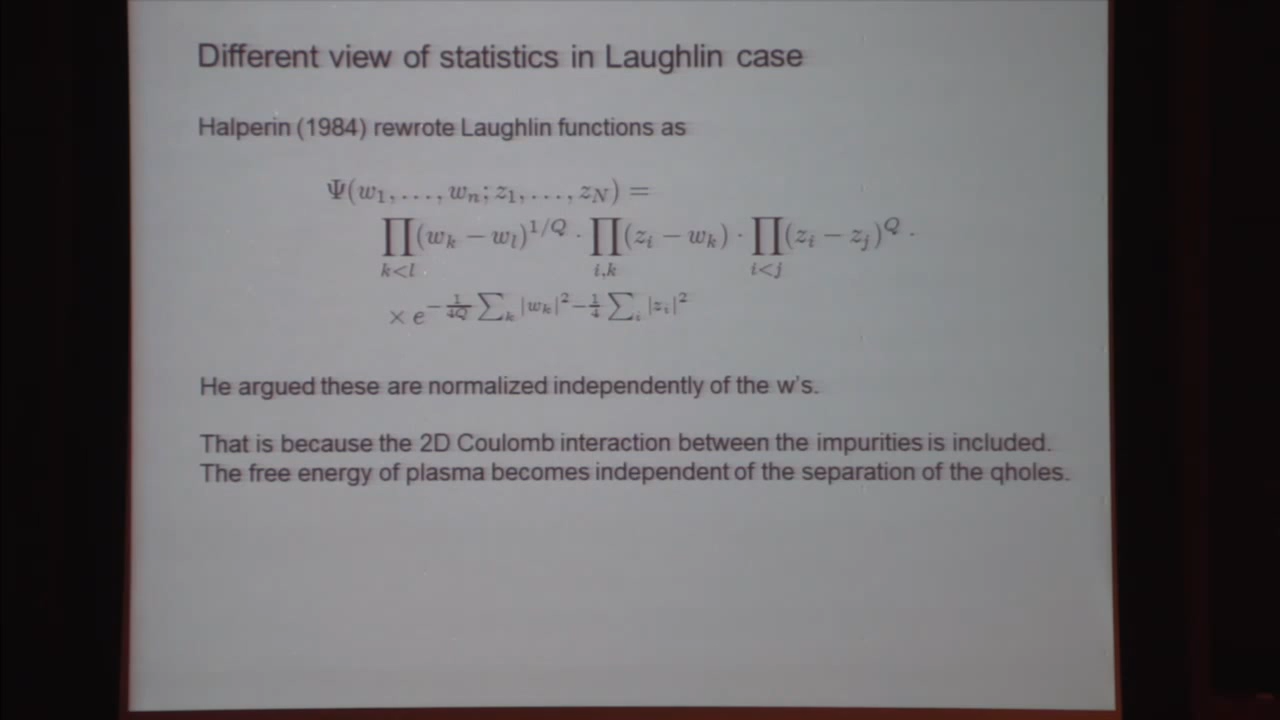 Different view of statistics in Laughlin case
Halperin (1984) rewrote Laughlin functions as
Ψ(w₁, . . . , wₙ; z₁, . . . , z_N) =
∏_{k<l} (w_k − w_l)^{1/Q} · ∏_{i,k} (z_i − w_k) · ∏_{i<j} (z_i − z_j)^Q ·
× e^{−\frac{1}{4Q} ∑_k |w_k|² − \frac{1}{4} ∑_i |z_i|²}
He argued these are normalized independently of the w's.
That is because the 2D Coulomb interaction between the impurities is included.
The free energy of plasma becomes independent of the separation of the qholes.